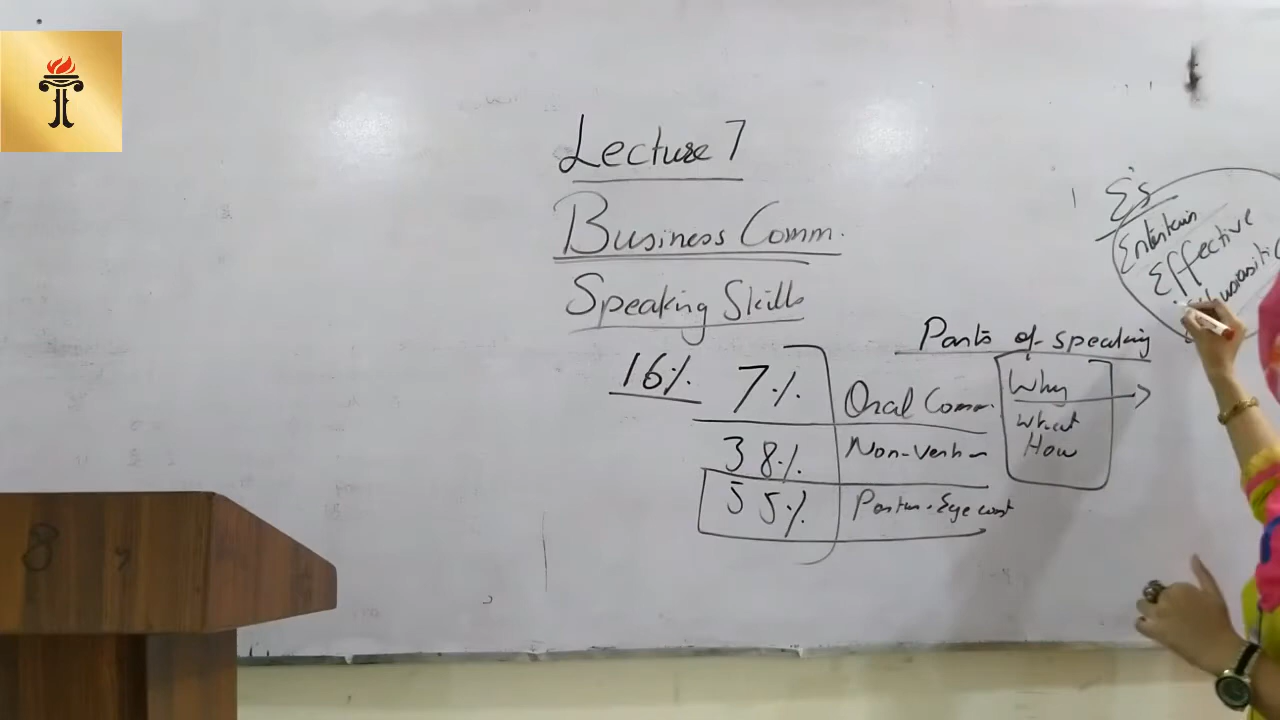 Lecture 7
Business Comm.
Speaking Skills
16%
7% Oral Comm.
38% Non-Verb
55% Postur. Eye cont
Parts of speaking
Why
What
How
E's
Entertain
Effective